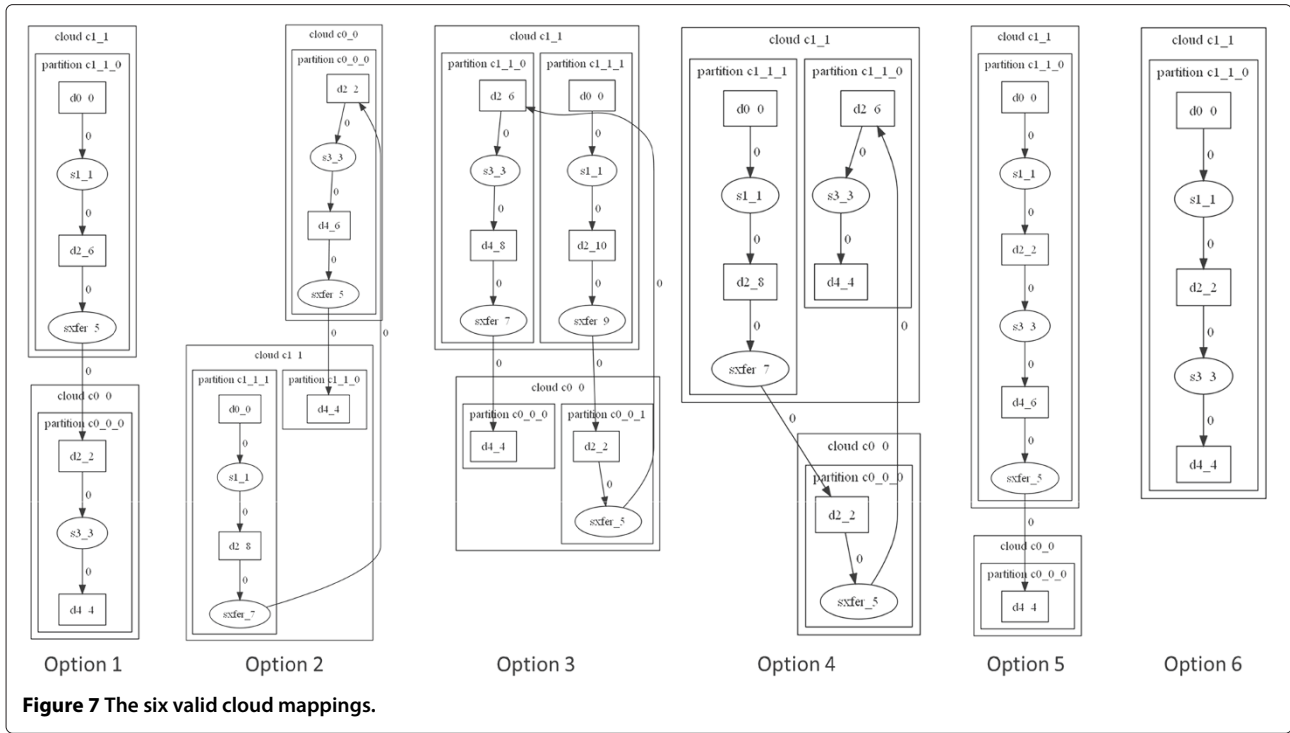 cloud c1_1
partition c1_1_0
d0_0
0
s1_1
0
d2_6
0
sxfer_5
0
cloud c0_0
partition c0_0_0
d2_2
0
s3_3
0
d4_4
Option 1
cloud c0_0
partition c0_0_0
d2_2
0
s3_3
0
d4_6
0
sxfer_5
0
0
cloud c1_1
partition c1_1_1
d0_0
0
s1_1
0
d2_8
0
sxfer_7
partition c1_1_0
d4_4
Option 2
cloud c1_1
partition c1_1_0
d2_6
0
s3_3
0
d4_8
0
sxfer_7
0
partition c1_1_1
d0_0
0
s1_1
0
d2_10
0
sxfer_9
0
0
cloud c0_0
partition c0_0_0
d4_4
partition c0_0_1
d2_2
0
sxfer_5
Option 3
cloud c1_1
partition c1_1_1
d0_0
0
s1_1
0
d2_8
0
sxfer_7
0
partition c1_1_0
d2_6
0
s3_3
0
d4_4
0
cloud c0_0
partition c0_0_0
d2_2
0
sxfer_5
Option 4
cloud c1_1
partition c1_1_0
d0_0
0
s1_1
0
d2_2
0
s3_3
0
d4_6
0
sxfer_5
0
cloud c0_0
partition c0_0_0
d4_4
Option 5
cloud c1_1
partition c1_1_0
d0_0
0
s1_1
0
d2_2
0
s3_3
0
d4_4
Option 6
Figure 7 The six valid cloud mappings.